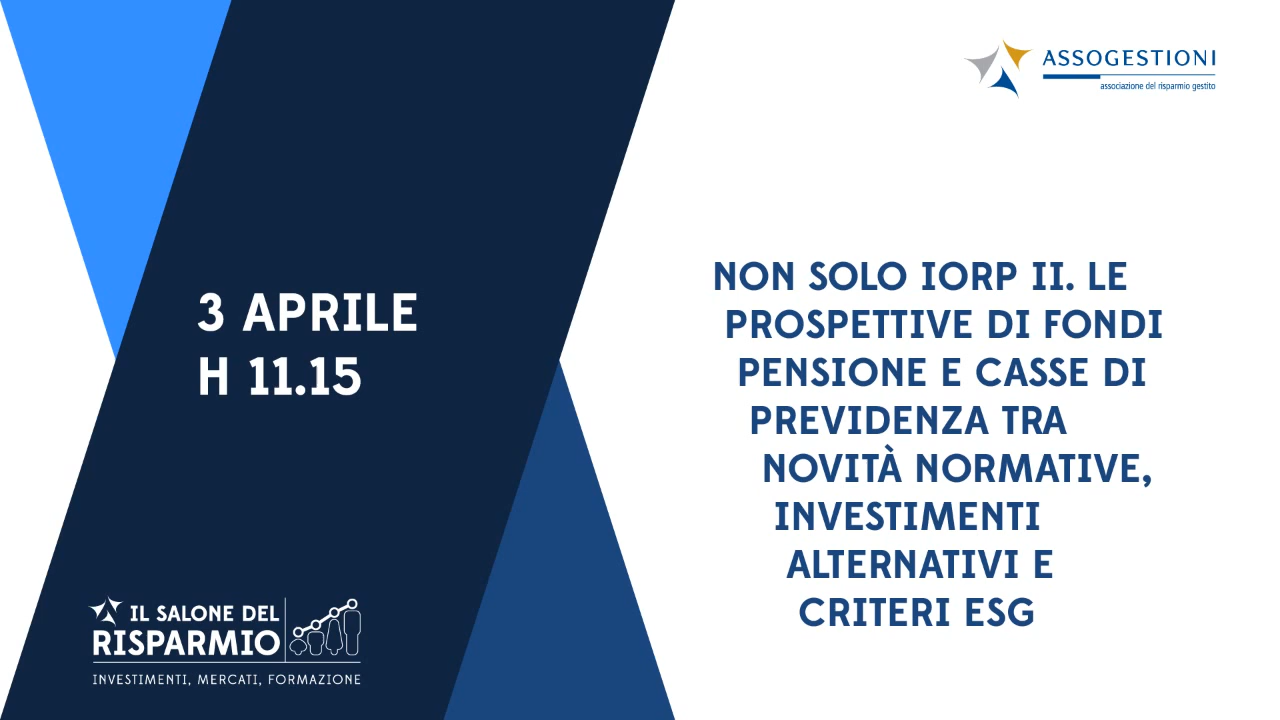 3 APRILE
H 11.15
IL SALONE DEL
RISPARMIO
INVESTIMENTI, MERCATI, FORMAZIONE
ASSOGESTIONI
associazione del risparmio gestito
NON SOLO IORP II. LE
PROSPETTIVE DI FONDI
PENSIONE E CASSE DI
PREVIDENZA TRA
NOVITÀ NORMATIVE,
INVESTIMENTI
ALTERNATIVI E
CRITERI ESG